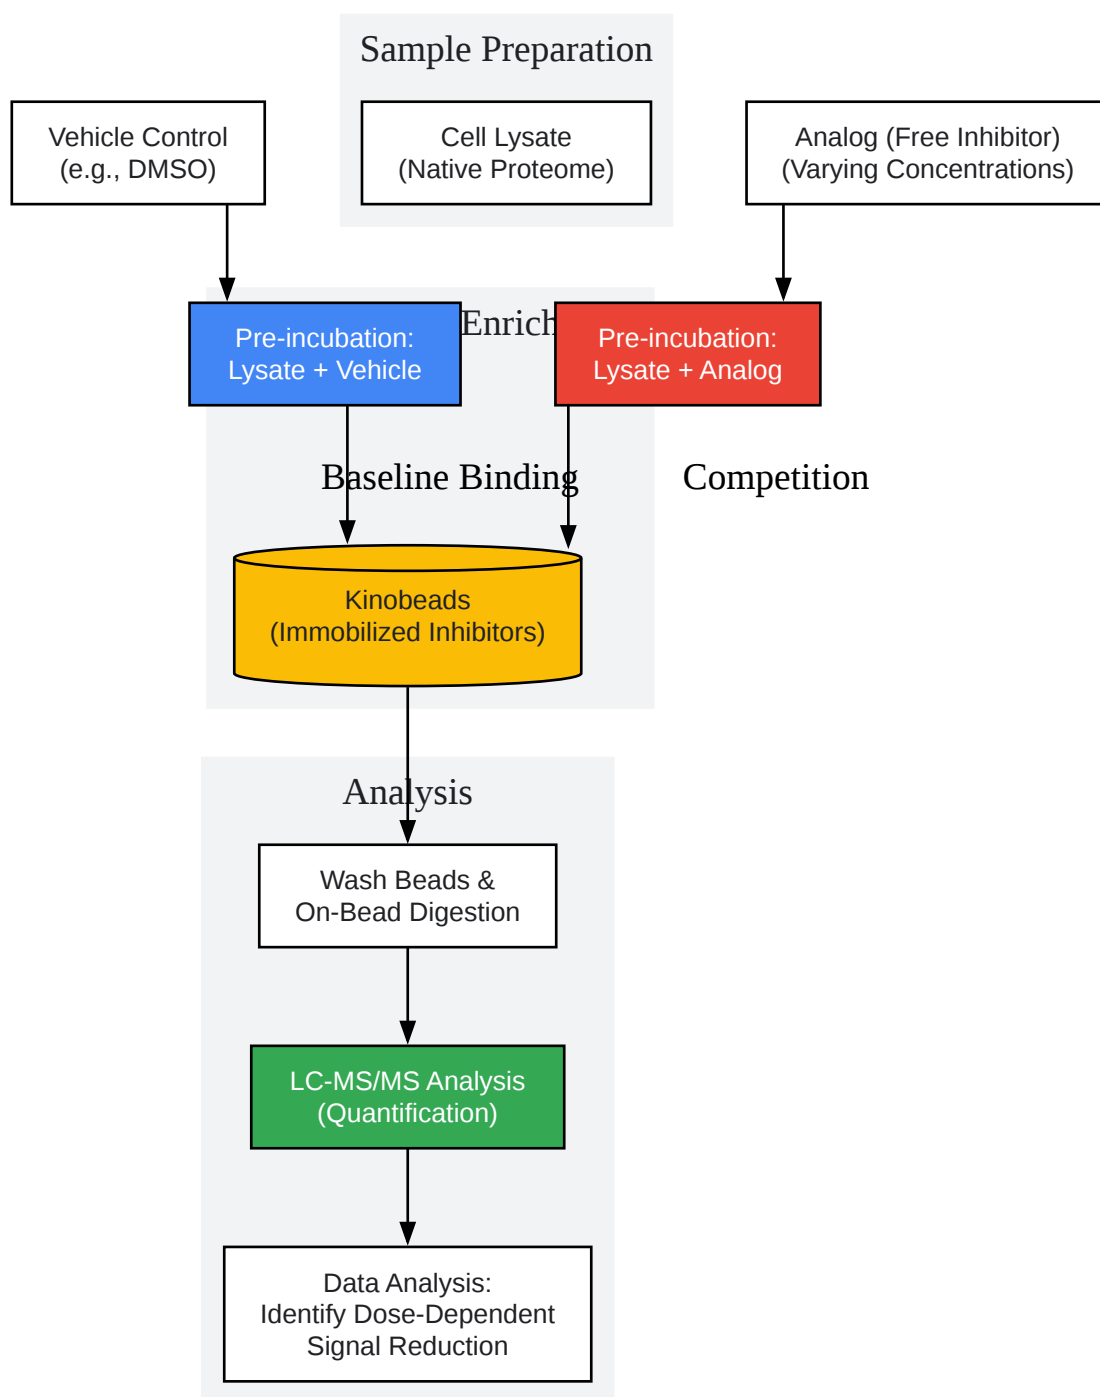 Sample Preparation
Vehicle Control
(e.g., DMSO)
Cell Lysate
(Native Proteome)
Analog (Free Inhibitor)
(Varying Concentrations)
Enrich
Pre-incubation:
Lysate + Vehicle
Pre-incubation:
Lysate + Analog
Baseline Binding
Competition
Kinobeads
(Immobilized Inhibitors)
Analysis
Wash Beads &
On-Bead Digestion
LC-MS/MS Analysis
(Quantification)
Data Analysis:
Identify Dose-Dependent
Signal Reduction